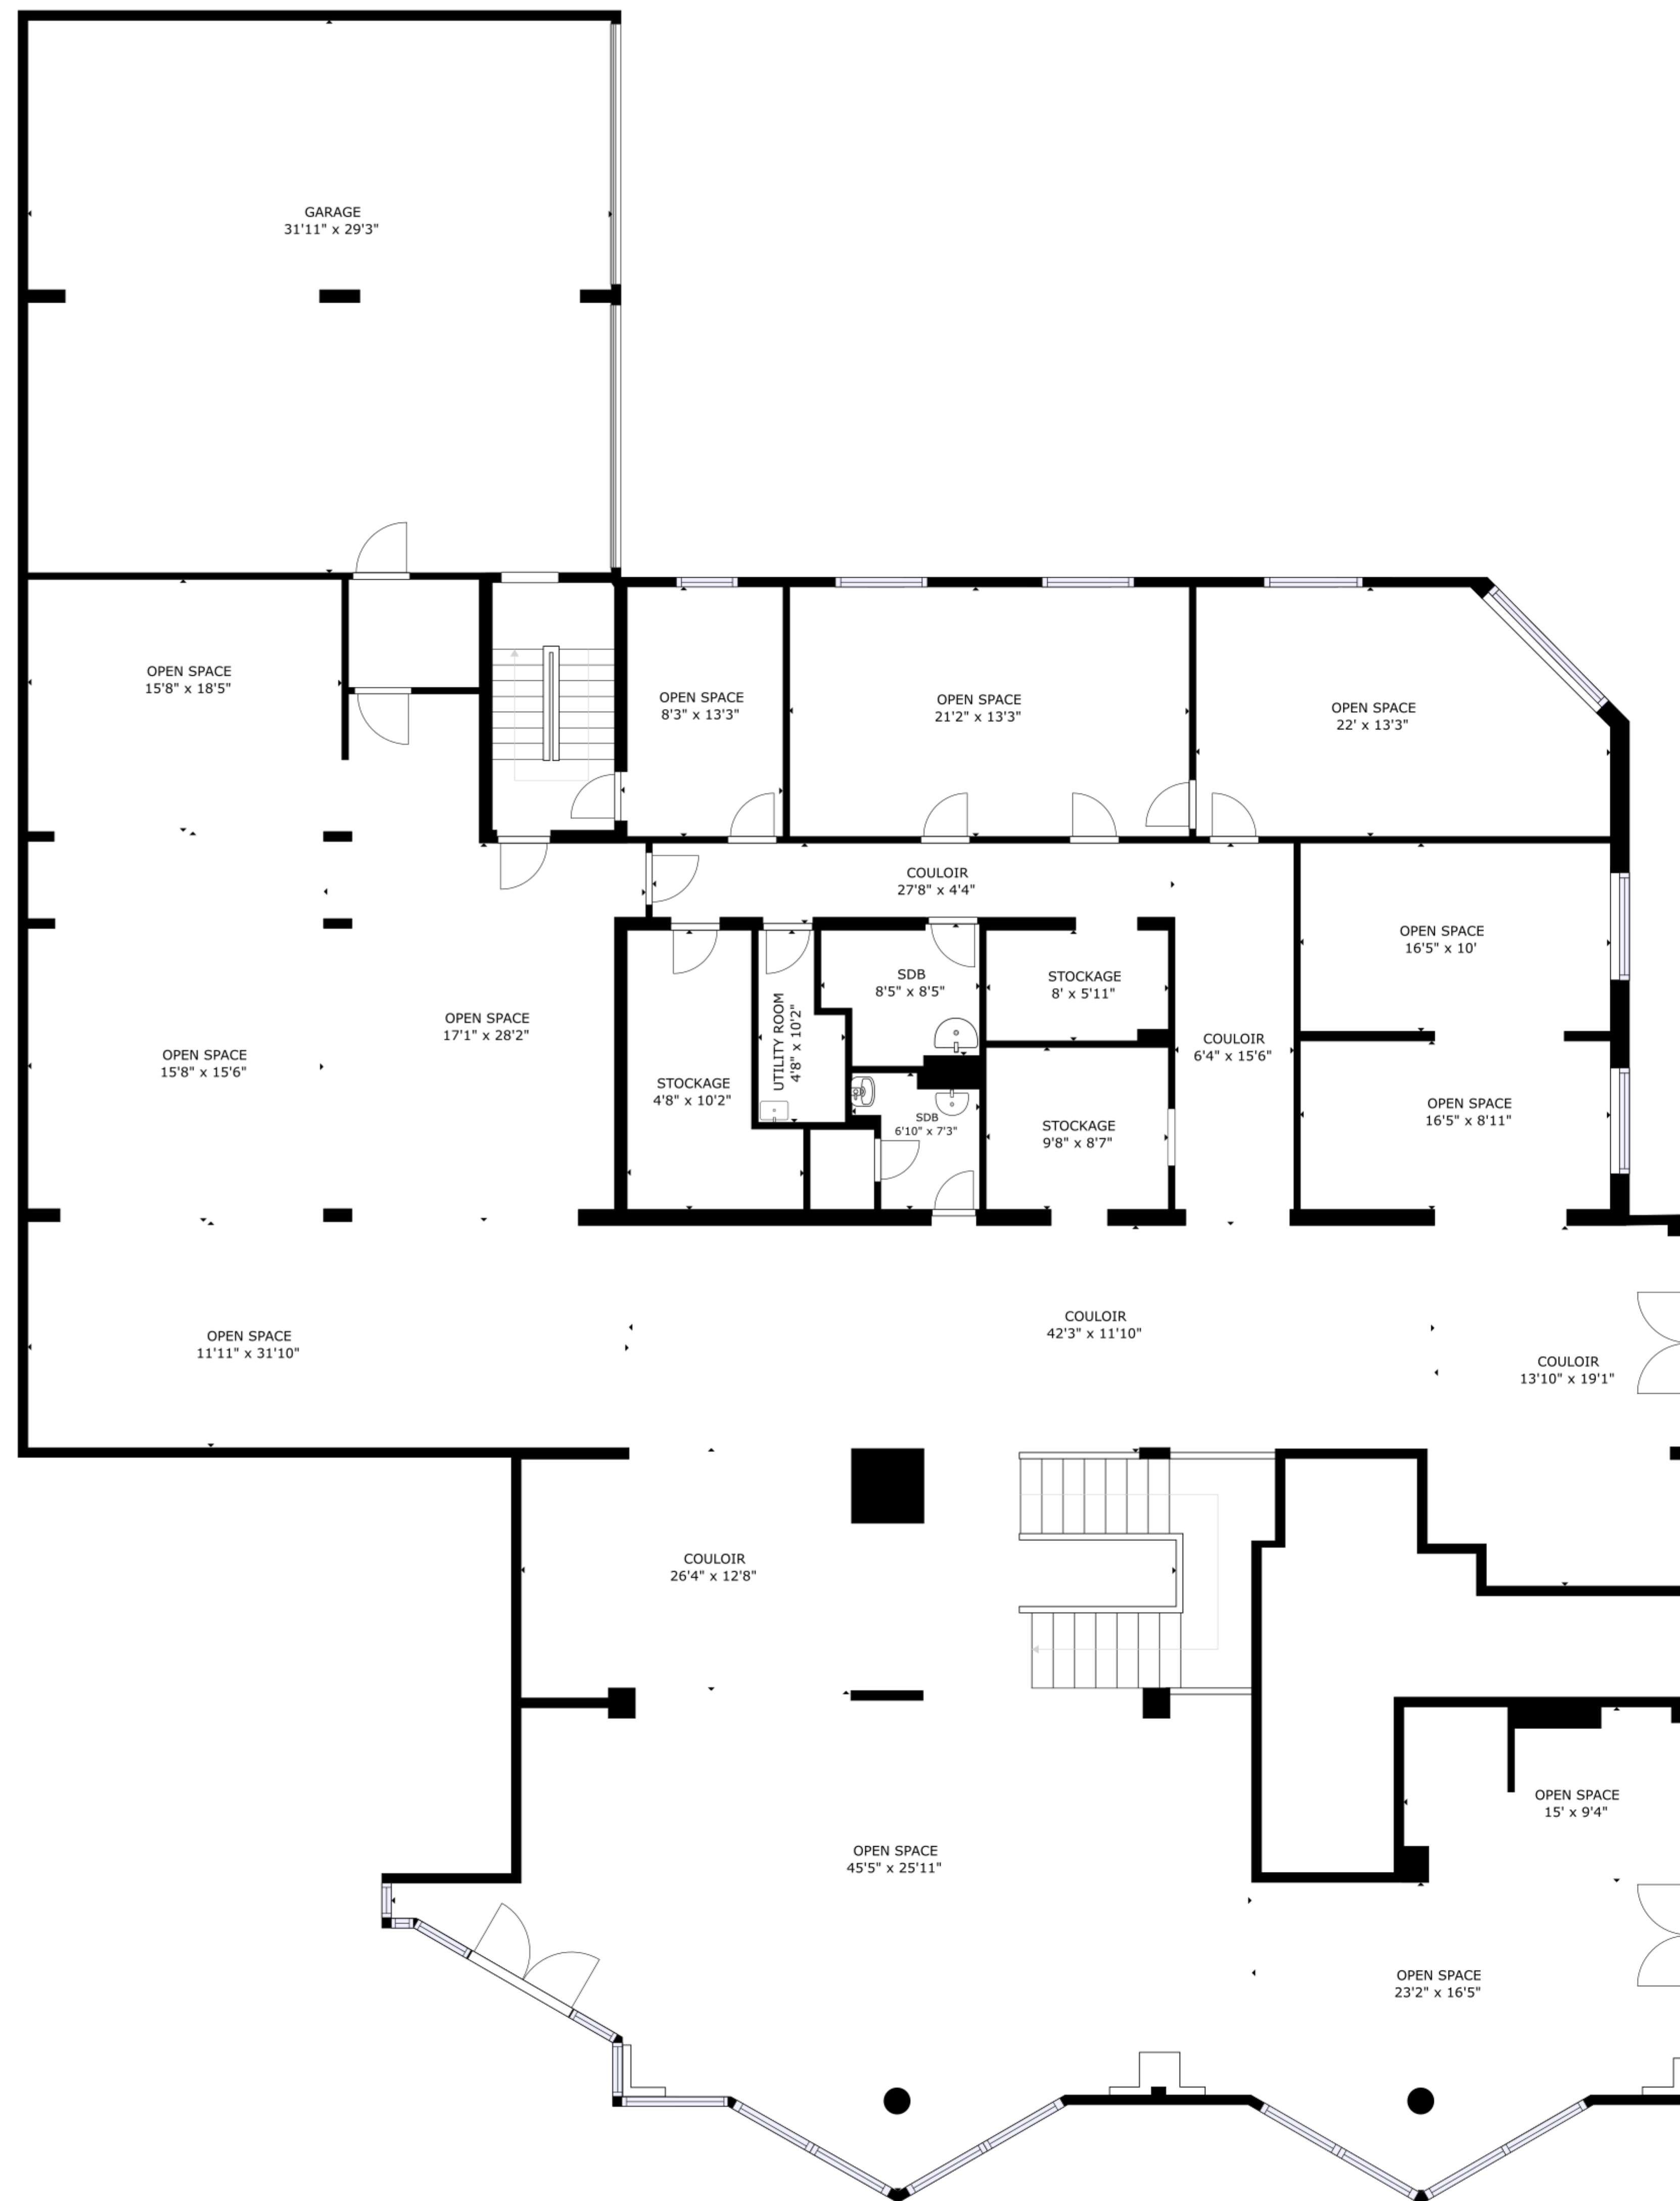 GARAGE
31'11" x 29'3"
OPEN SPACE
15'8" x 18'5"
OPEN SPACE
8'3" x 13'3"
OPEN SPACE
21'2" x 13'3"
OPEN SPACE
22' x 13'3"
COULOIR
27'8" x 4'4"
OPEN SPACE
16'5" x 10'
SDB
8'5" x 8'5"
STOCKAGE
8' x 5'11"
OPEN SPACE
17'1" x 28'2"
UTILITY ROOM
4'8" x 10'2"
COULOIR
6'4" x 15'6"
OPEN SPACE
15'8" x 15'6"
STOCKAGE
4'8" x 10'2"
SDB
6'10" x 7'3"
STOCKAGE
9'8" x 8'7"
OPEN SPACE
16'5" x 8'11"
OPEN SPACE
11'11" x 31'10"
COULOIR
42'3" x 11'10"
COULOIR
13'10" x 19'1"
COULOIR
26'4" x 12'8"
OPEN SPACE
15' x 9'4"
OPEN SPACE
45'5" x 25'11"
OPEN SPACE
23'2" x 16'5"